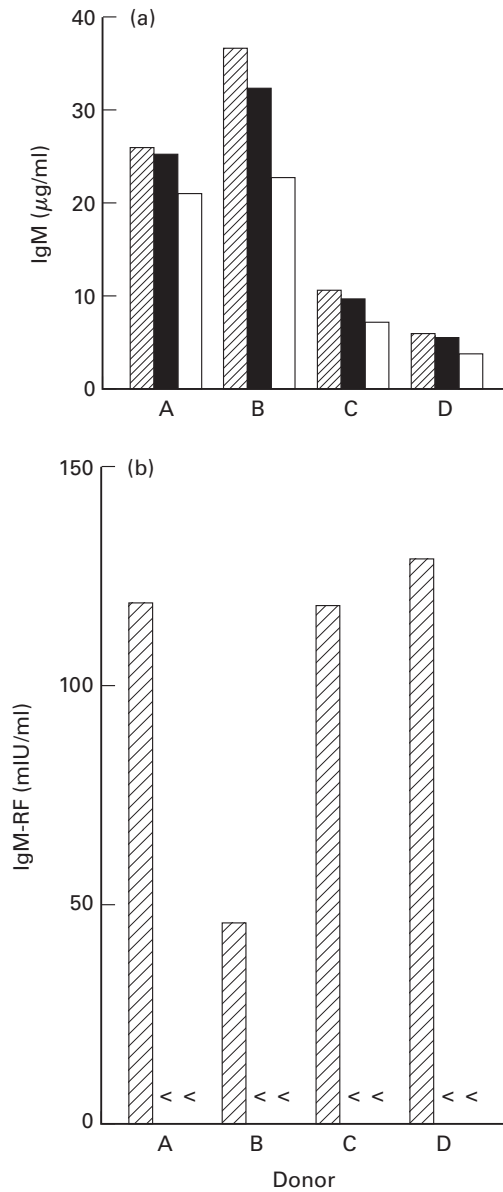 (a)
40
30
20
10
0
IgM (μg/ml)
A B C D
(b)
150
100
50
0
IgM-RF (mIU/ml)
< < < < < < < <
A B C D
Donor